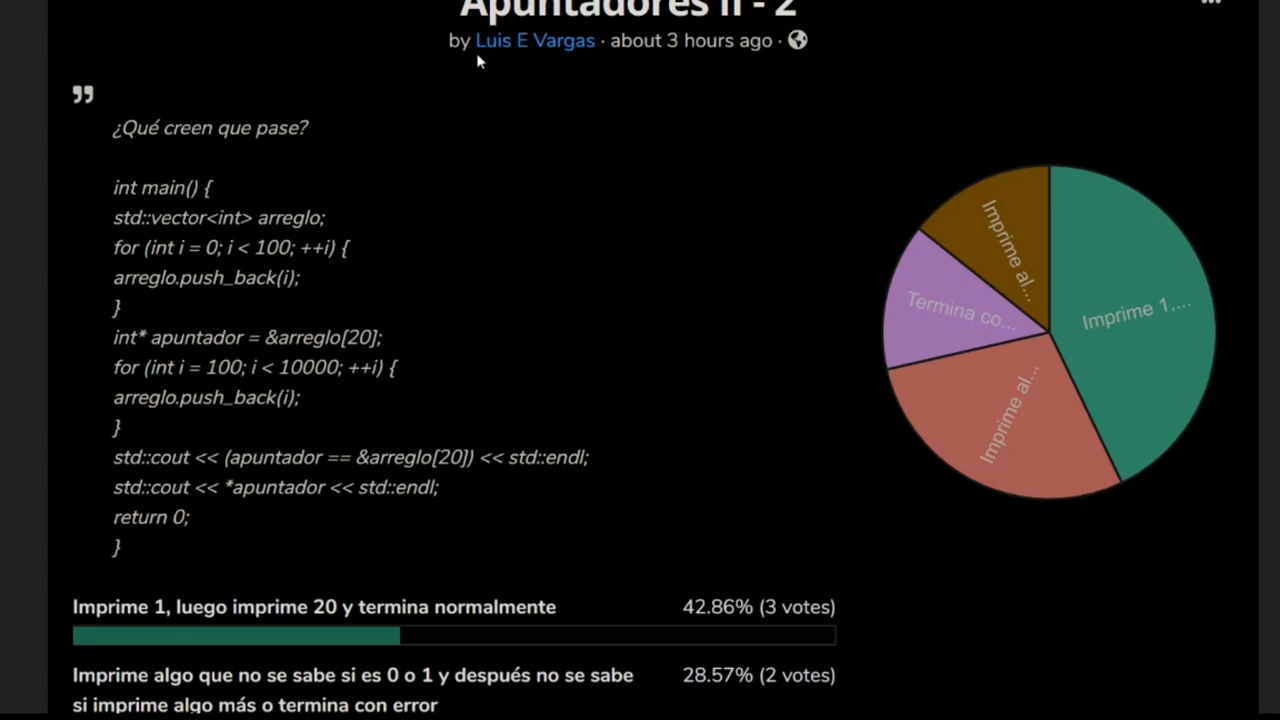 Apuntadores II - 2
by Luis E Vargas · about 3 hours ago ·
¿Qué creen que pase?
int main() {
std::vector<int> arreglo;
for (int i = 0; i < 100; ++i) {
arreglo.push_back(i);
}
int* apuntador = &arreglo[20];
for (int i = 100; i < 10000; ++i) {
arreglo.push_back(i);
}
std::cout << (apuntador == &arreglo[20]) << std::endl;
std::cout << *apuntador << std::endl;
return 0;
}
Imprime 1, luego imprime 20 y termina normalmente 42.86% (3 votes)
Imprime algo que no se sabe si es 0 o 1 y después no se sabe 28.57% (2 votes)
si imprime algo más o termina con error
Imprime al...
Termina co...
Imprime 1,...
Imprime al...